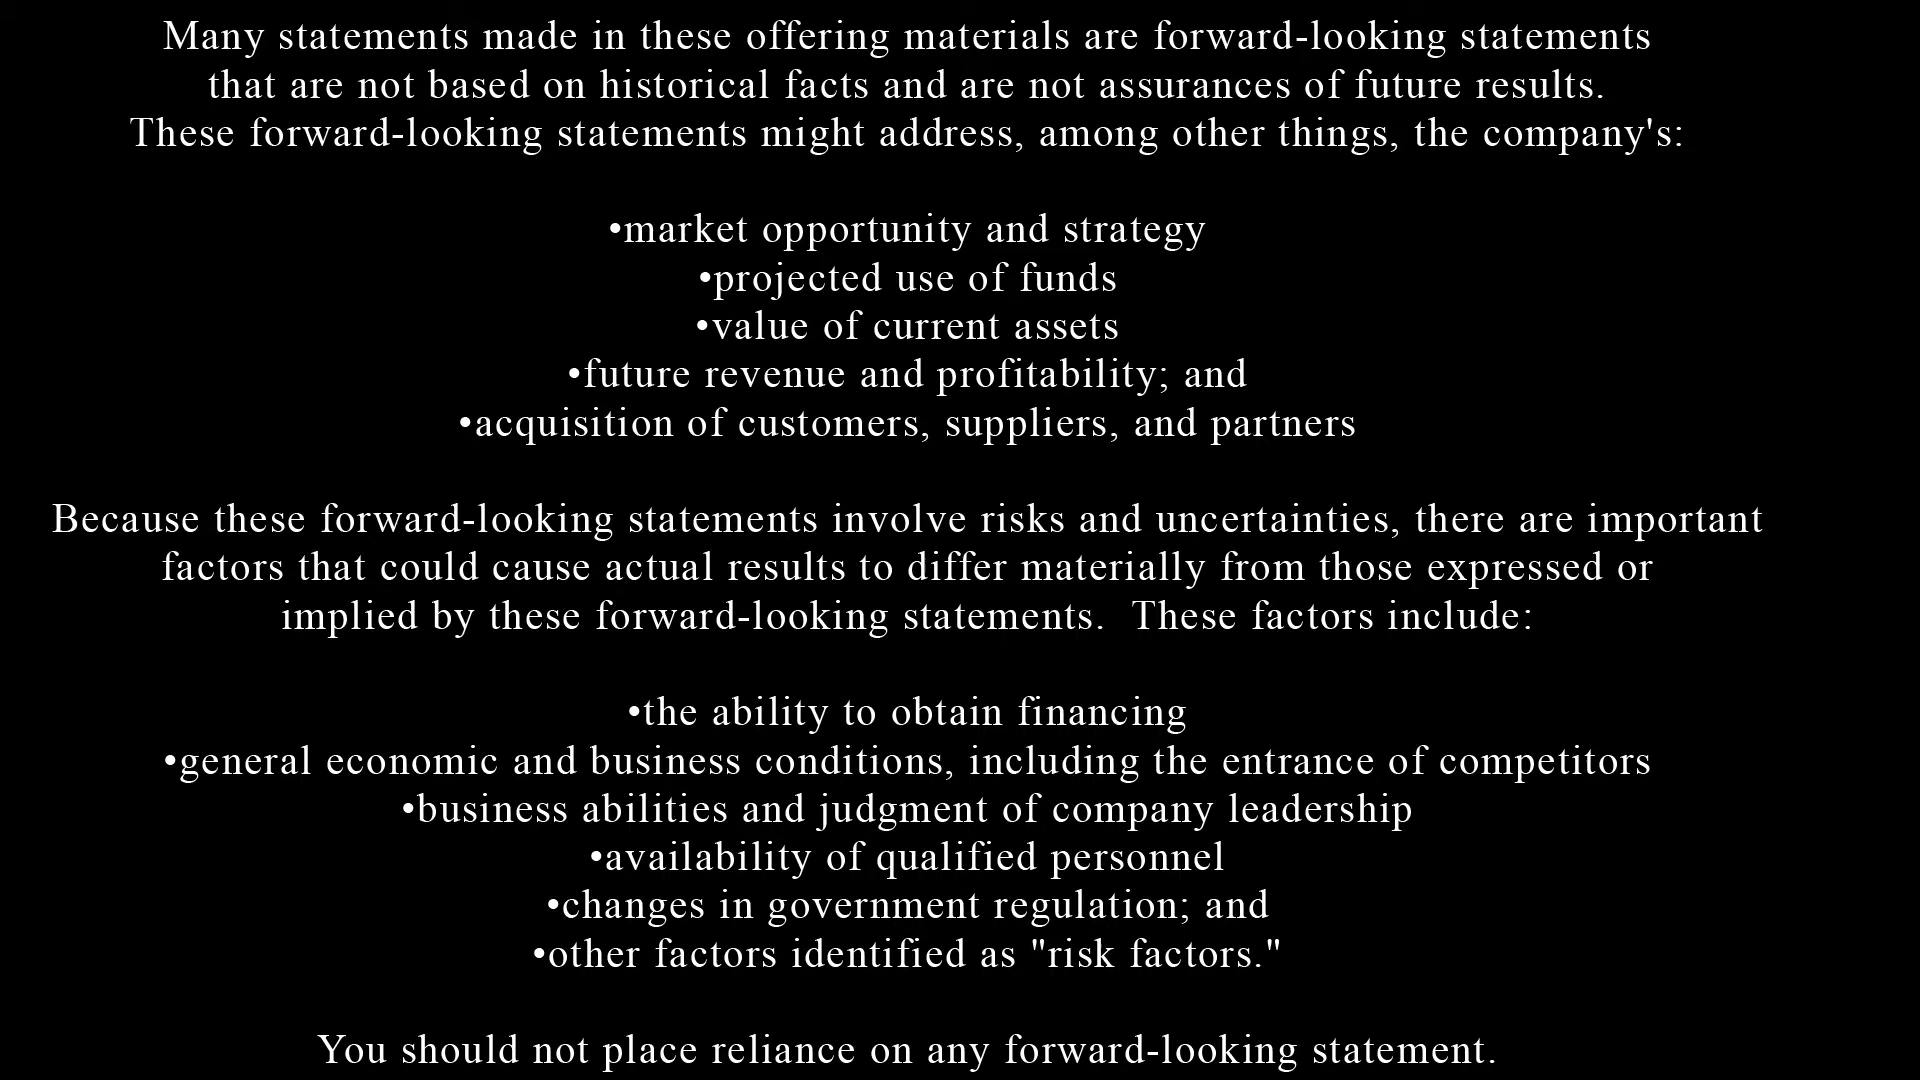 Many statements made in these offering materials are forward-looking statements
that are not based on historical facts and are not assurances of future results.
These forward-looking statements might address, among other things, the company's:
•market opportunity and strategy
•projected use of funds
•value of current assets
•future revenue and profitability; and
•acquisition of customers, suppliers, and partners
Because these forward-looking statements involve risks and uncertainties, there are important
factors that could cause actual results to differ materially from those expressed or
implied by these forward-looking statements.  These factors include:
•the ability to obtain financing
•general economic and business conditions, including the entrance of competitors
•business abilities and judgment of company leadership
•availability of qualified personnel
•changes in government regulation; and
•other factors identified as "risk factors."
You should not place reliance on any forward-looking statement.